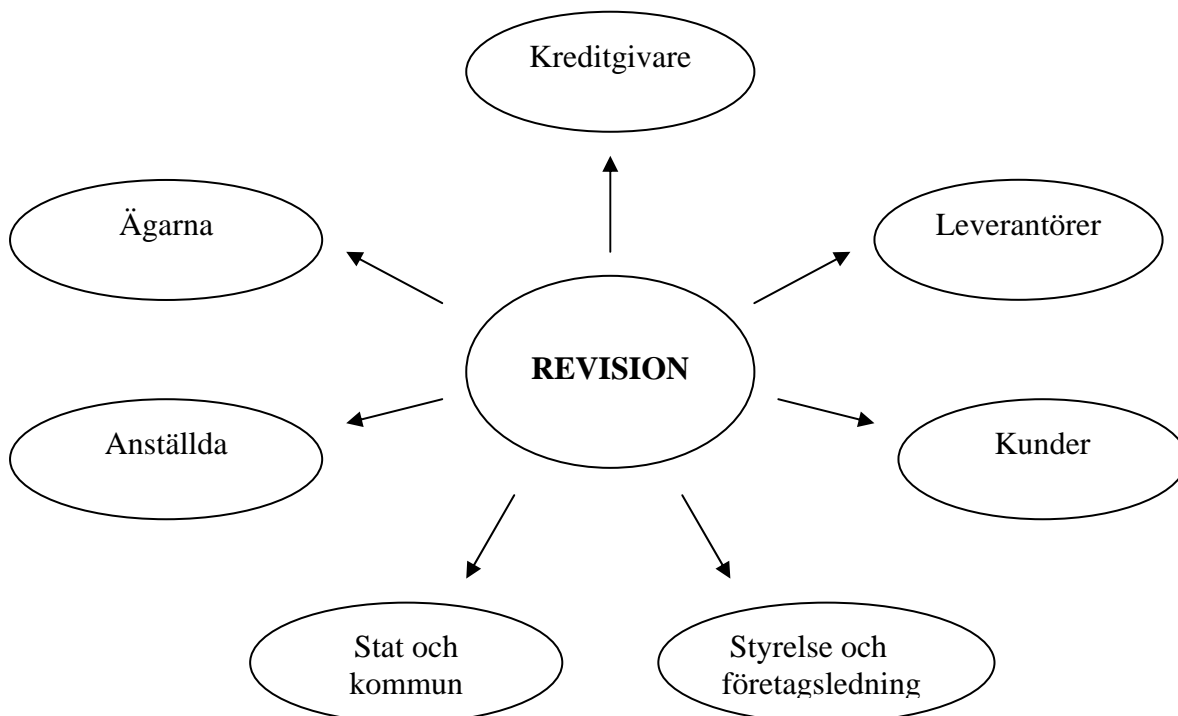 Kreditgivare
Ägarna
Leverantörer
REVISION
Anställda
Kunder
Stat och
kommun
Styrelse och
företagsledning